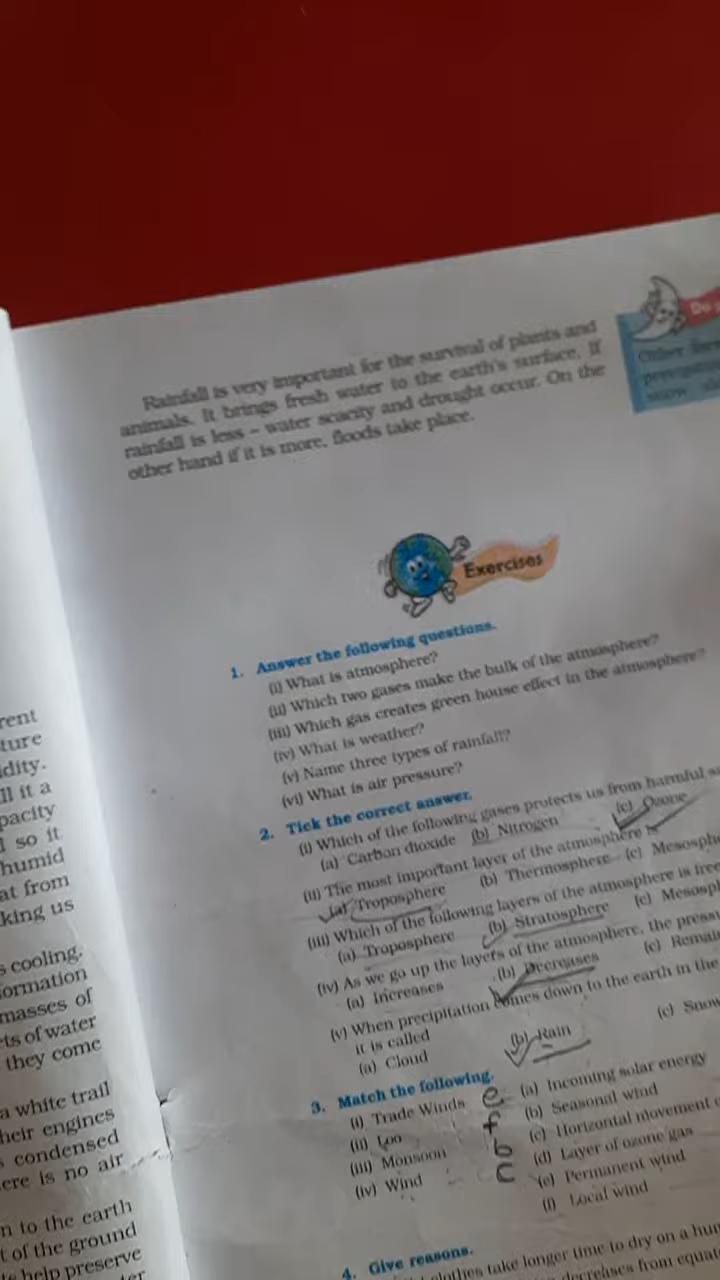 Do
Other
Rainfall is very important for the survival of plants and
animals. It brings fresh water to the earth's surface. If
rainfall is less – water scacity and drought occur. On the
other hand if it is more, floods take place.
Exercises
1. Answer the following questions.
(i) What is atmosphere?
(ii) Which two gases make the bulk of the atmosphere?
(iii) Which gas creates green house effect in the atmosphere?
(iv) What is weather?
(v) Name three types of rainfall?
(vi) What is air pressure?
2. Tick the correct answer.
(i) Which of the following gases protects us from harmful
(a) Carbon dioxide (b) Nitrogen (c) Ozone
(ii) The most important layer of the atmosphere is
(a) Troposphere (b) Thermosphere (c) Mesosph
(iii) Which of the following layers of the atmosphere is free
(a) Troposphere (b) Stratosphere (c) Mesosph
(iv) As we go up the layers of the atmosphere, the press
(a) Increases (b) Decreases (c) Remai
(v) When precipitation comes down to the earth in the
it is called
(a) Cloud (b) Rain (c) Snow
3. Match the following.
(i) Trade Winds e (a) Incoming solar energy
(ii) Loo f (b) Seasonal wind
(iii) Monsoon b (c) Horizontal movement
(iv) Wind c (d) Layer of ozone gas
(e) Permanent wind
(f) Local wind
4. Give reasons.
clothes take longer time to dry on a hum
decreases from equat
rent
ture
idity.
ll it a
pacity
so it
humid
at from
king us
s cooling.
ormation
masses of
ts of water
they come
a white trail
heir engines
condensed
ere is no air
n to the earth
t of the ground
help preserve